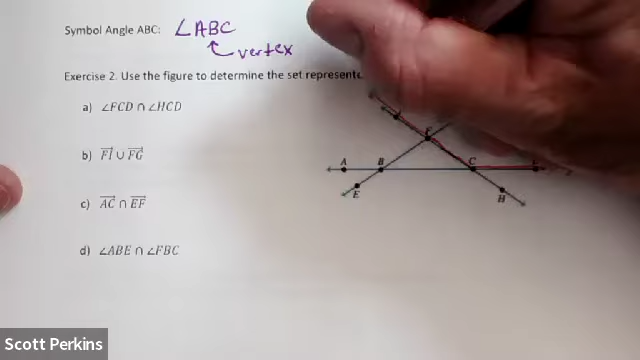 Symbol Angle ABC: ∠ABC
vertex
Exercise 2. Use the figure to determine the set
a) ∠FCD ∩ ∠HCD
b) FI ∪ FG
A B F C
c) AC ∩ EF
E H
d) ∠ABE ∩ ∠FBC
Scott Perkins